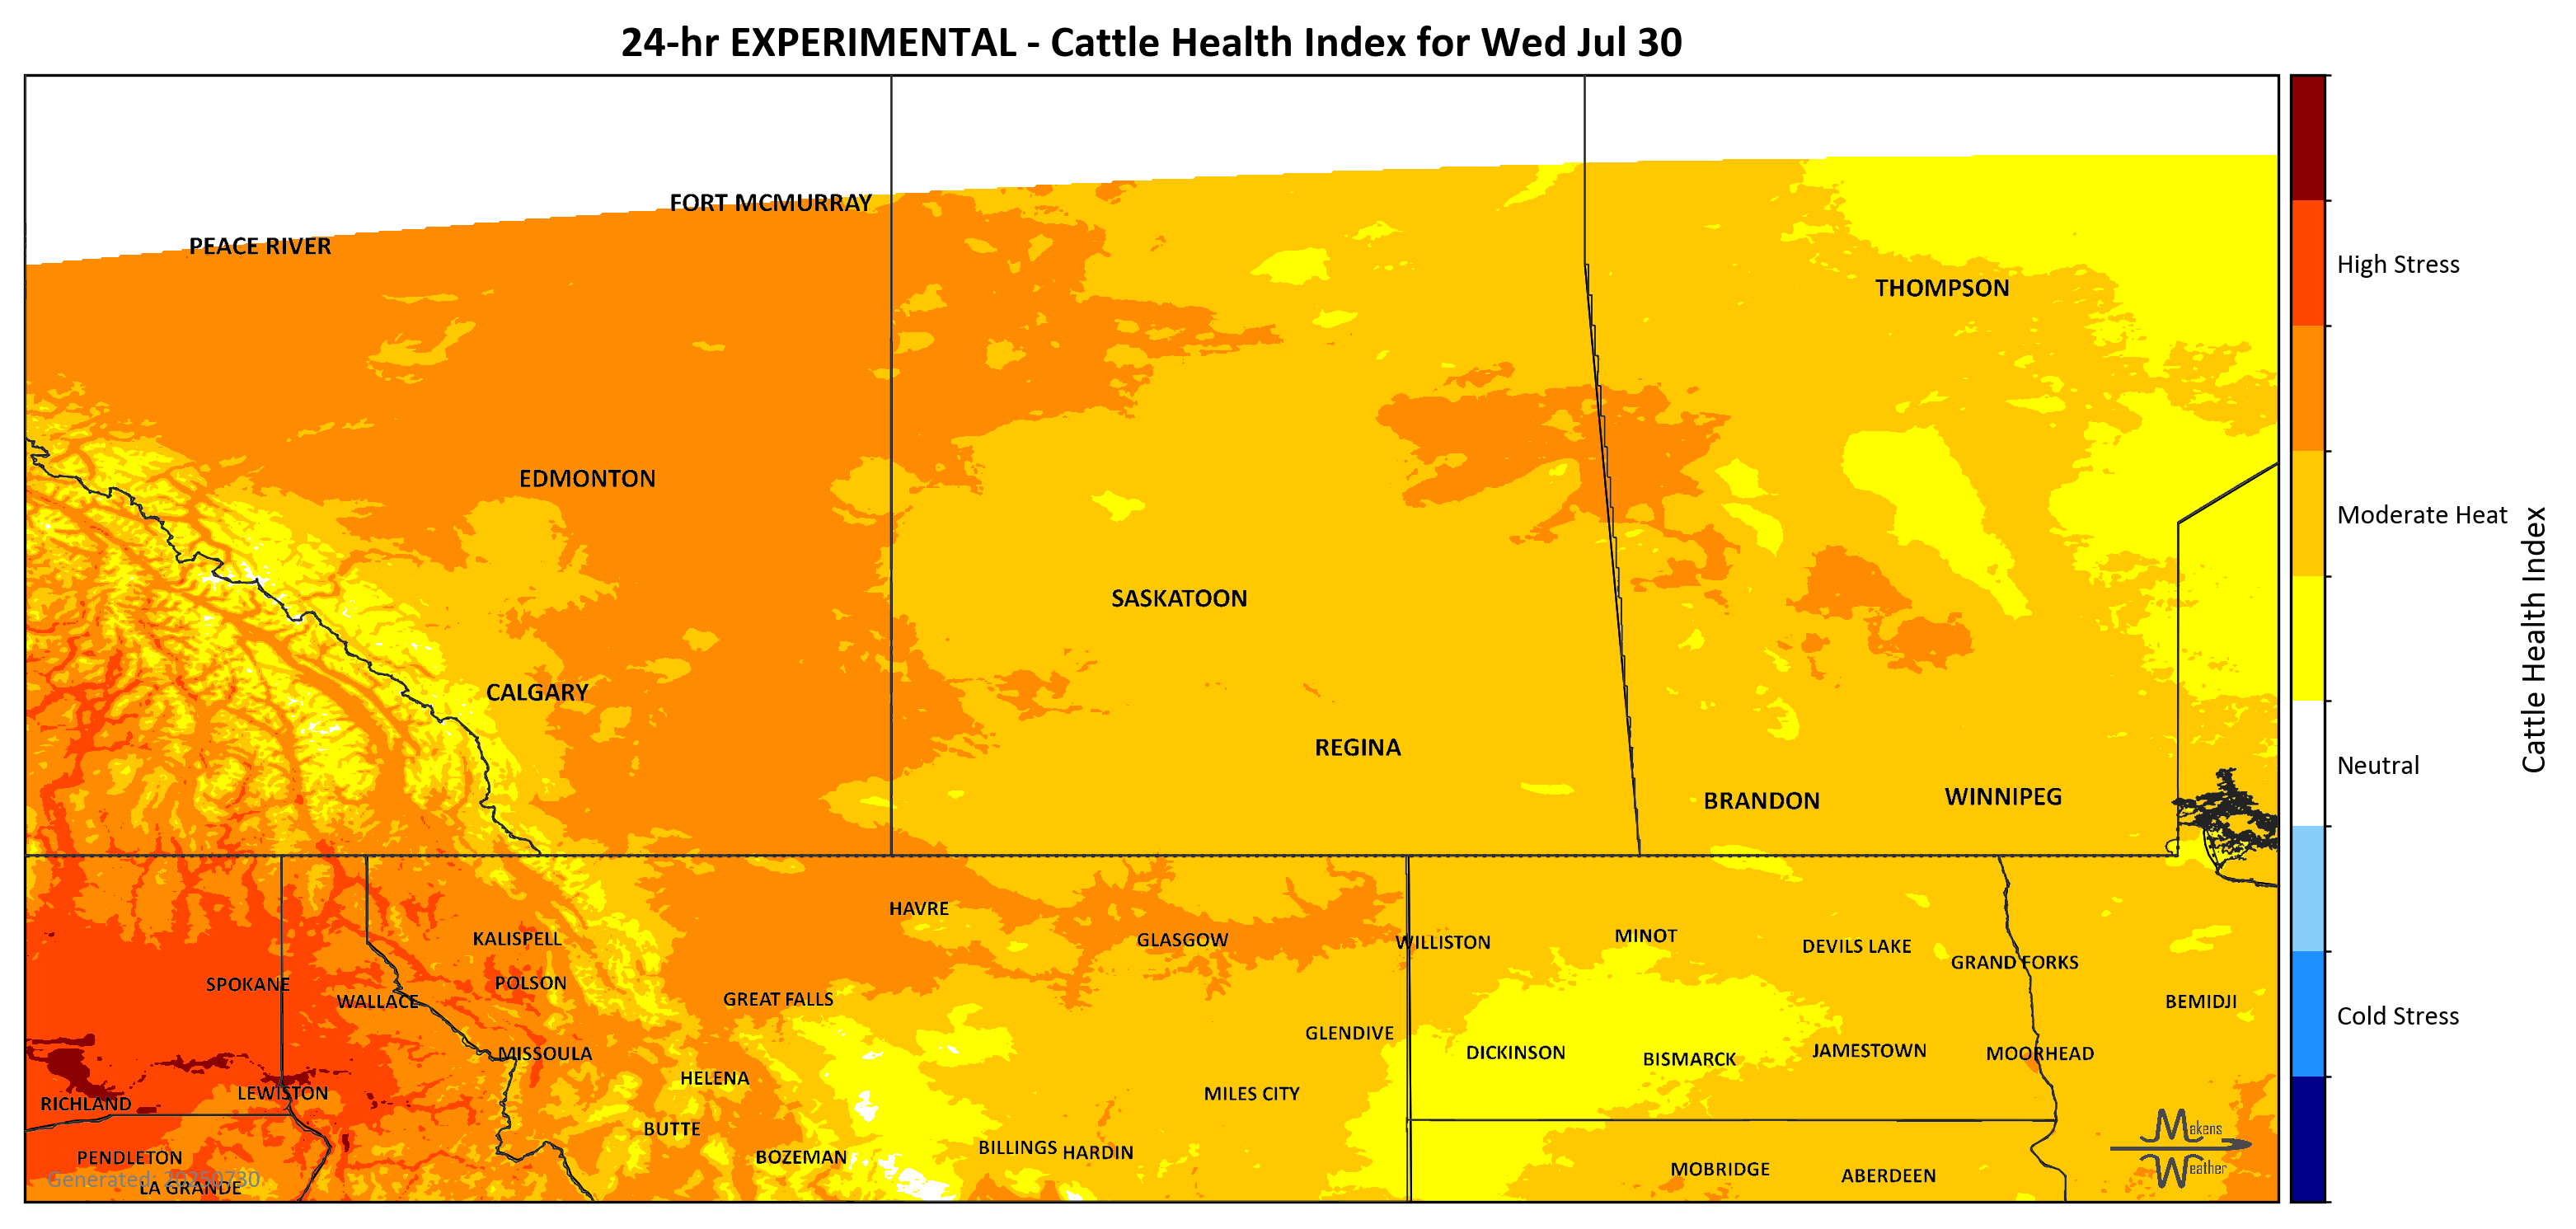 24-hr EXPERIMENTAL - Cattle Health Index for Wed Jul 30
FORT MCMURRAY
PEACE RIVER
THOMPSON
High Stress
EDMONTON
Moderate Heat
SASKATOON
CALGARY
REGINA
Cattle Health Index
Neutral
BRANDON
WINNIPEG
HAVRE
KALISPELL
GLASGOW
WILLISTON
MINOT
DEVILS LAKE
GRAND FORKS
SPOKANE
POLSON
WALLACE
GREAT FALLS
BEMIDJI
Cold Stress
GLENDIVE
MISSOULA
DICKINSON
BISMARCK
JAMESTOWN
MOORHEAD
HELENA
LEWISTON
MILES CITY
RICHLAND
BUTTE
Makens
Weather
BILLINGS
HARDIN
PENDLETON
BOZEMAN
MOBRIDGE
ABERDEEN
Generated: 20250730
LA GRANDE